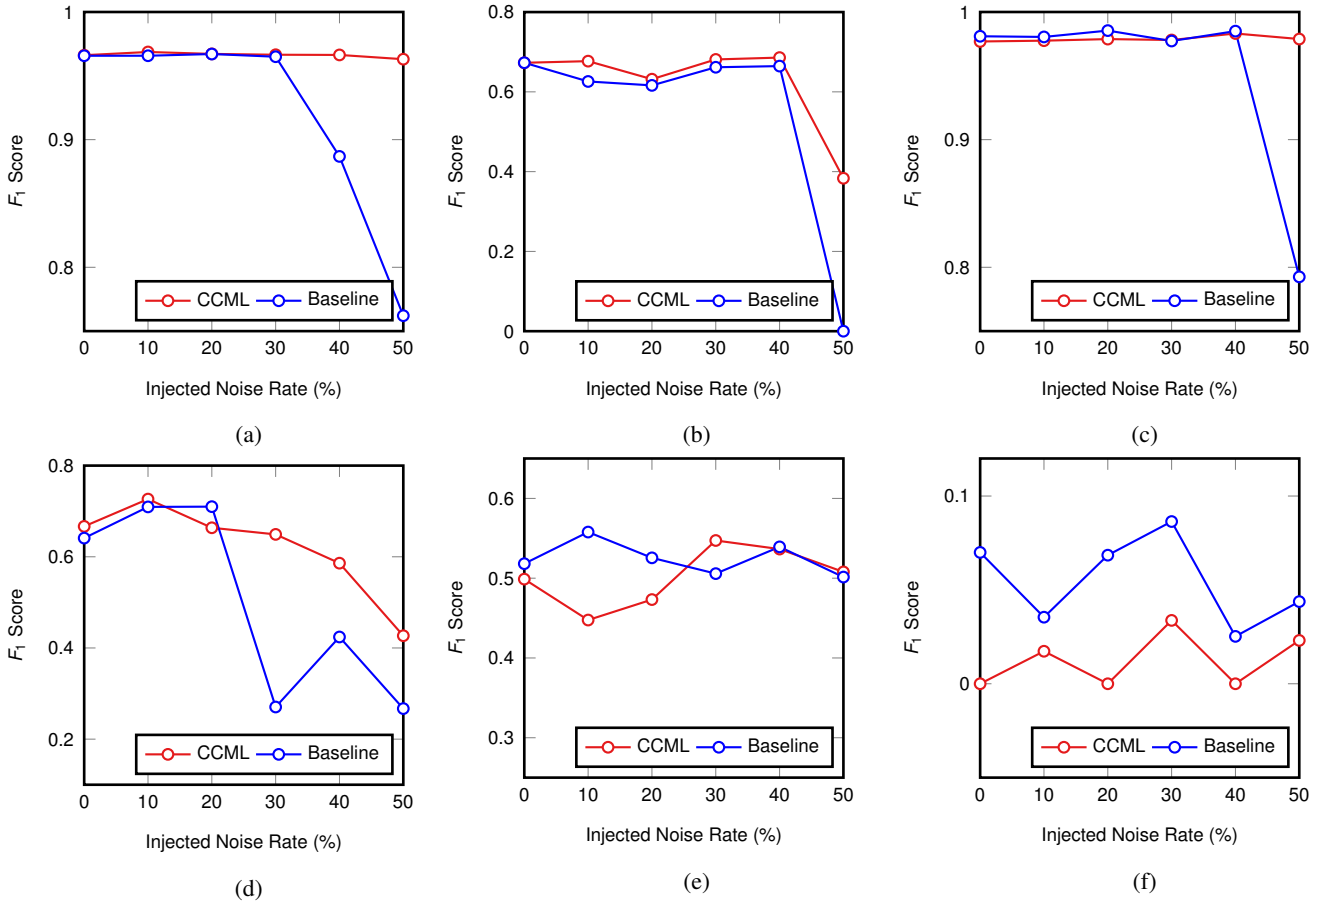 1
0.9
0.8
F1 Score
CCML Baseline
0 10 20 30 40 50
Injected Noise Rate (%)
(a)
0.8
0.6
0.4
0.2
0
F1 Score
CCML Baseline
0 10 20 30 40 50
Injected Noise Rate (%)
(b)
1
0.9
0.8
F1 Score
CCML Baseline
0 10 20 30 40 50
Injected Noise Rate (%)
(c)
0.8
0.6
0.4
0.2
F1 Score
CCML Baseline
0 10 20 30 40 50
Injected Noise Rate (%)
(d)
0.6
0.5
0.4
0.3
F1 Score
CCML Baseline
0 10 20 30 40 50
Injected Noise Rate (%)
(e)
0.1
0
F1 Score
CCML Baseline
0 10 20 30 40 50
Injected Noise Rate (%)
(f)